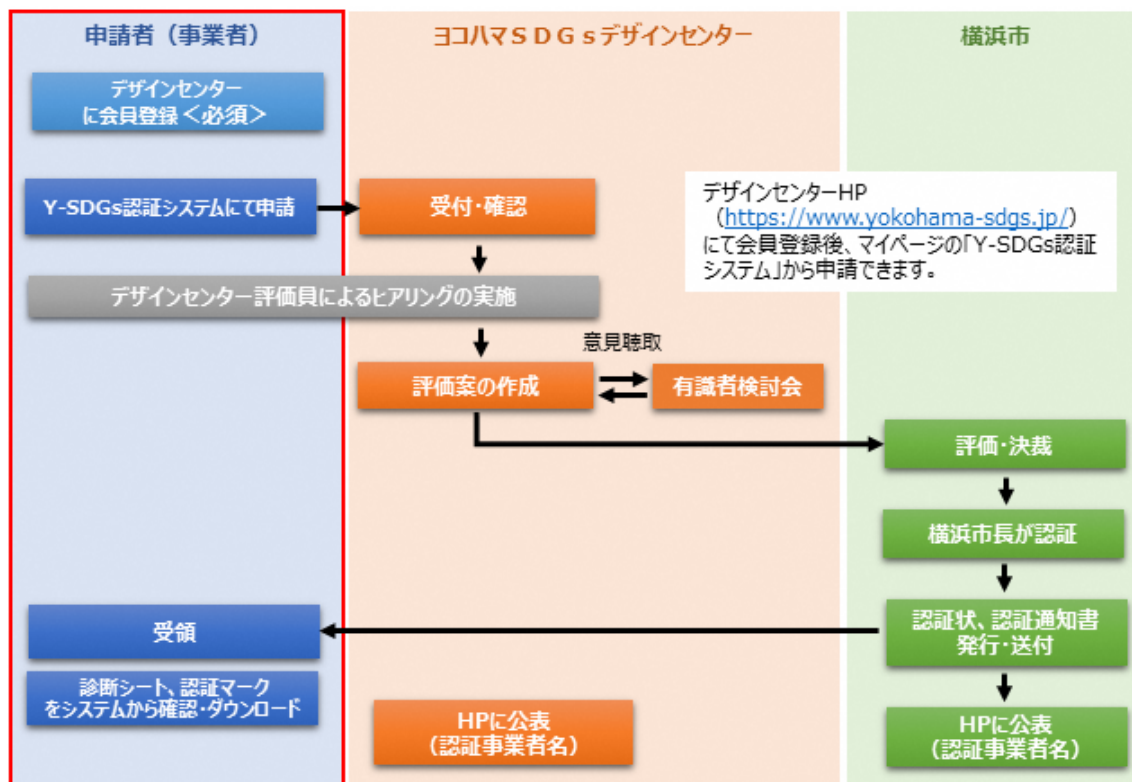 申請者（事業者）
ヨコハマＳＤＧｓデザインセンター
横浜市
デザインセンター
に会員登録＜必須＞
Y-SDGs認証システムにて申請
受付・確認
デザインセンターHP
（https://www.yokohama-sdgs.jp/）
にて会員登録後、マイページの「Y-SDGs認証
システム」から申請できます。
デザインセンター評価員によるヒアリングの実施
意見聴取
評価案の作成
有識者検討会
評価・決裁
横浜市長が認証
認証状、認証通知書
発行・送付
受領
診断シート、認証マーク
をシステムから確認・ダウンロード
HPに公表
（認証事業者名）
HPに公表
（認証事業者名）